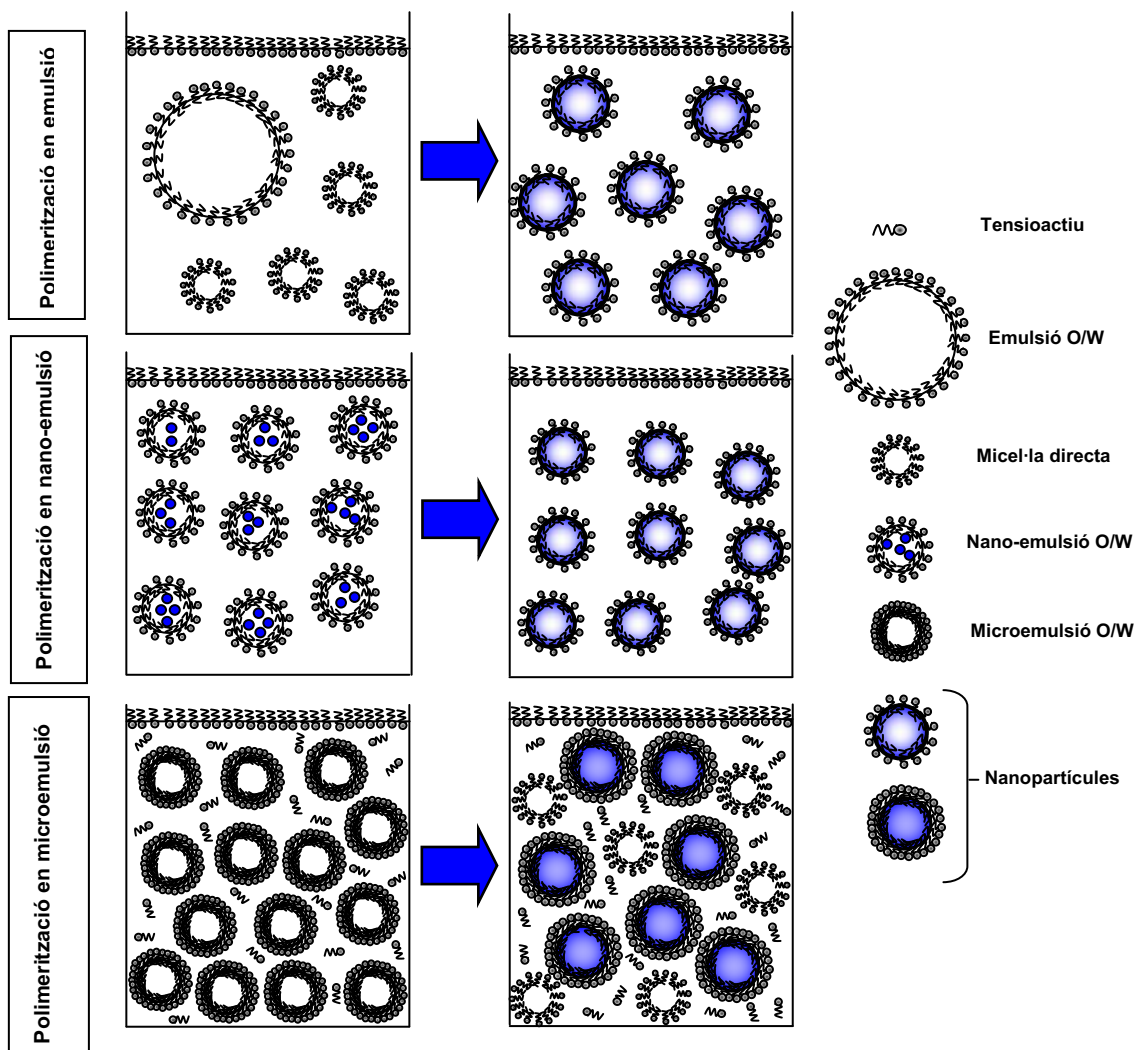 Polimerització en emulsió
Polimerització en nano-emulsió
Polimerització en microemulsió
Tensioactiu
Emulsió O/W
Micel·la directa
Nano-emulsió O/W
Microemulsió O/W
Nanopartícules